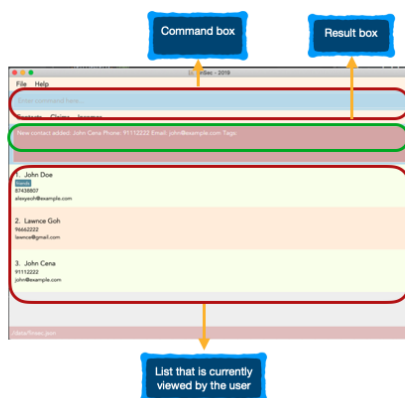 Command box
Result box
- 2019
File Help
Enter command here...
Contacts Claims Incomes
New contact added: John Cena Phone: 91112222 Email: john@example.com Tags:
1. John Doe
friends
87438807
alexyeoh@example.com
2. Lawnce Goh
96662222
lawnce@gmail.com
3. John Cena
91112222
john@example.com
List that is currently
viewed by the user